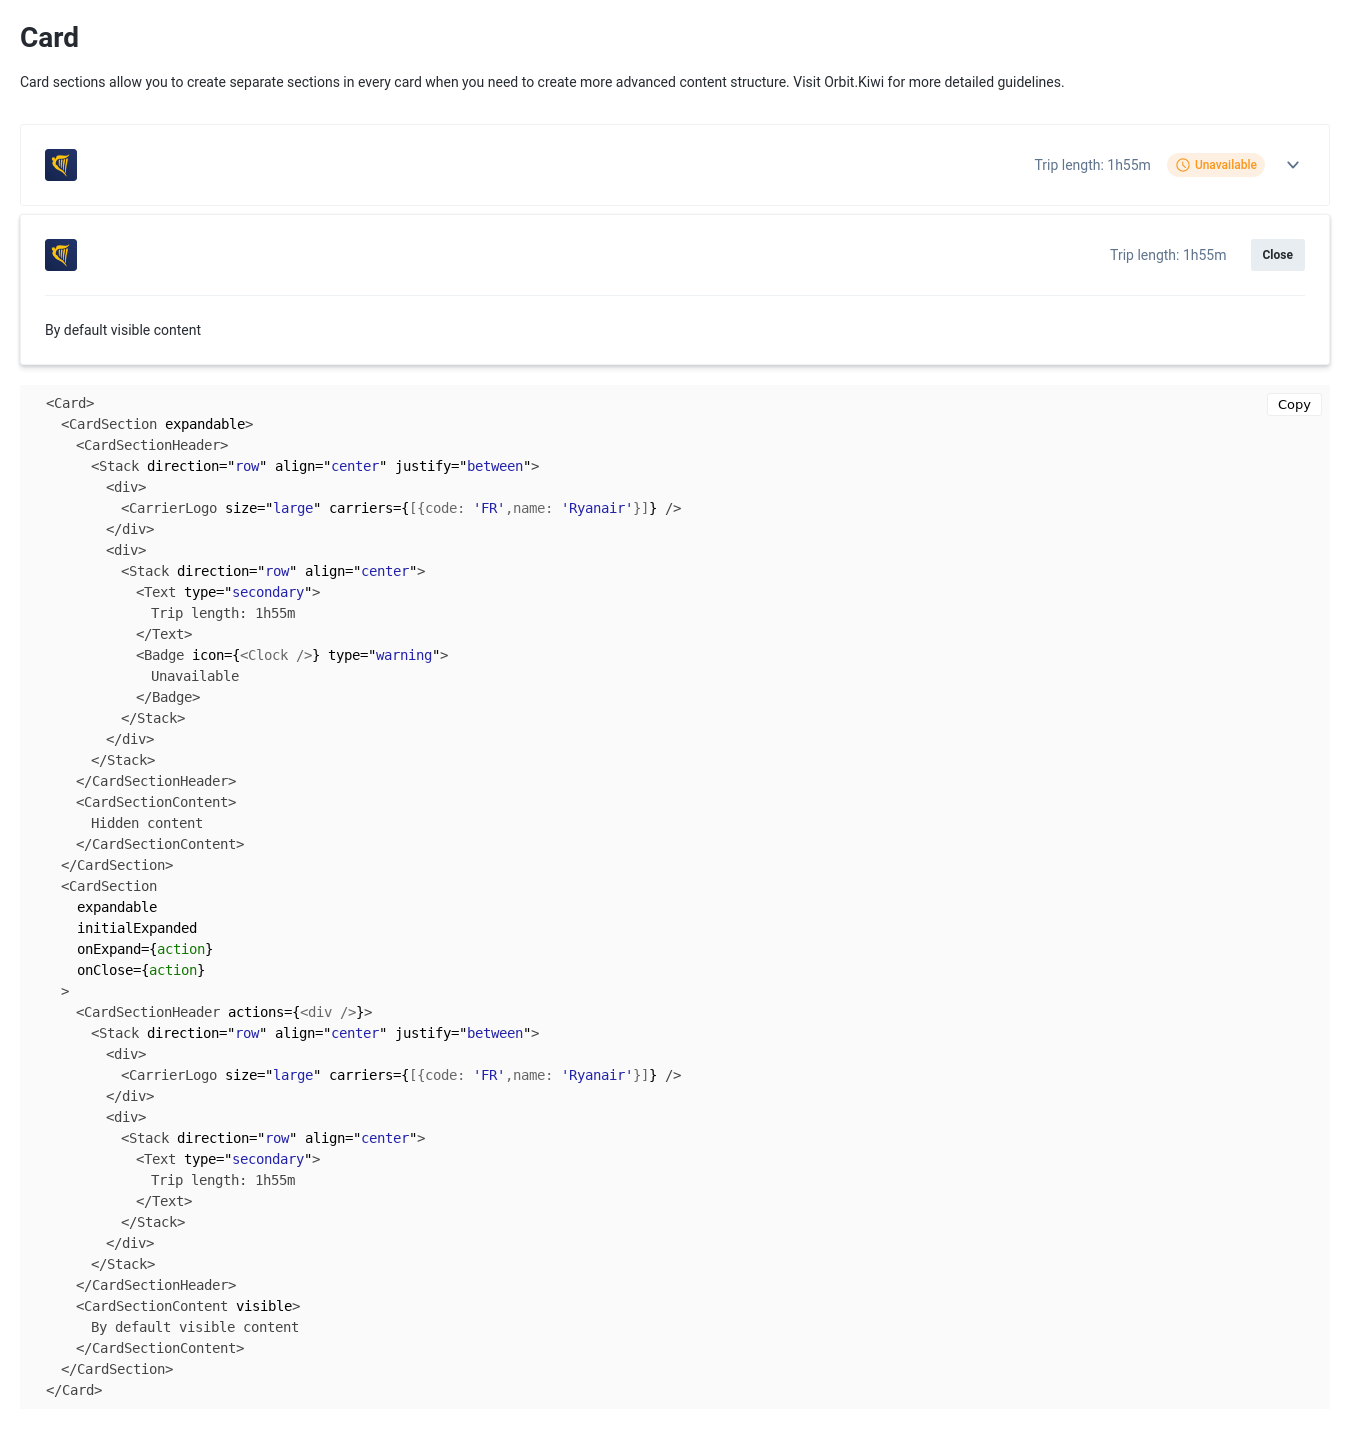 Card
Card sections allow you to create separate sections in every card when you need to create more advanced content structure. Visit Orbit.Kiwi for more detailed guidelines.
Trip length: 1h55m Unavailable
Trip length: 1h55m Close
By default visible content
Copy
<Card>
<CardSection expandable>
<CardSectionHeader>
<Stack direction="row" align="center" justify="between">
<div>
<CarrierLogo size="large" carriers={[{code: 'FR',name: 'Ryanair'}]} />
</div>
<div>
<Stack direction="row" align="center">
<Text type="secondary">
Trip length: 1h55m
</Text>
<Badge icon={<Clock />} type="warning">
Unavailable
</Badge>
</Stack>
</div>
</Stack>
</CardSectionHeader>
<CardSectionContent>
Hidden content
</CardSectionContent>
</CardSection>
<CardSection
expandable
initialExpanded
onExpand={action}
onClose={action}
>
<CardSectionHeader actions={<div />}>
<Stack direction="row" align="center" justify="between">
<div>
<CarrierLogo size="large" carriers={[{code: 'FR',name: 'Ryanair'}]} />
</div>
<div>
<Stack direction="row" align="center">
<Text type="secondary">
Trip length: 1h55m
</Text>
</Stack>
</div>
</Stack>
</CardSectionHeader>
<CardSectionContent visible>
By default visible content
</CardSectionContent>
</CardSection>
</Card>